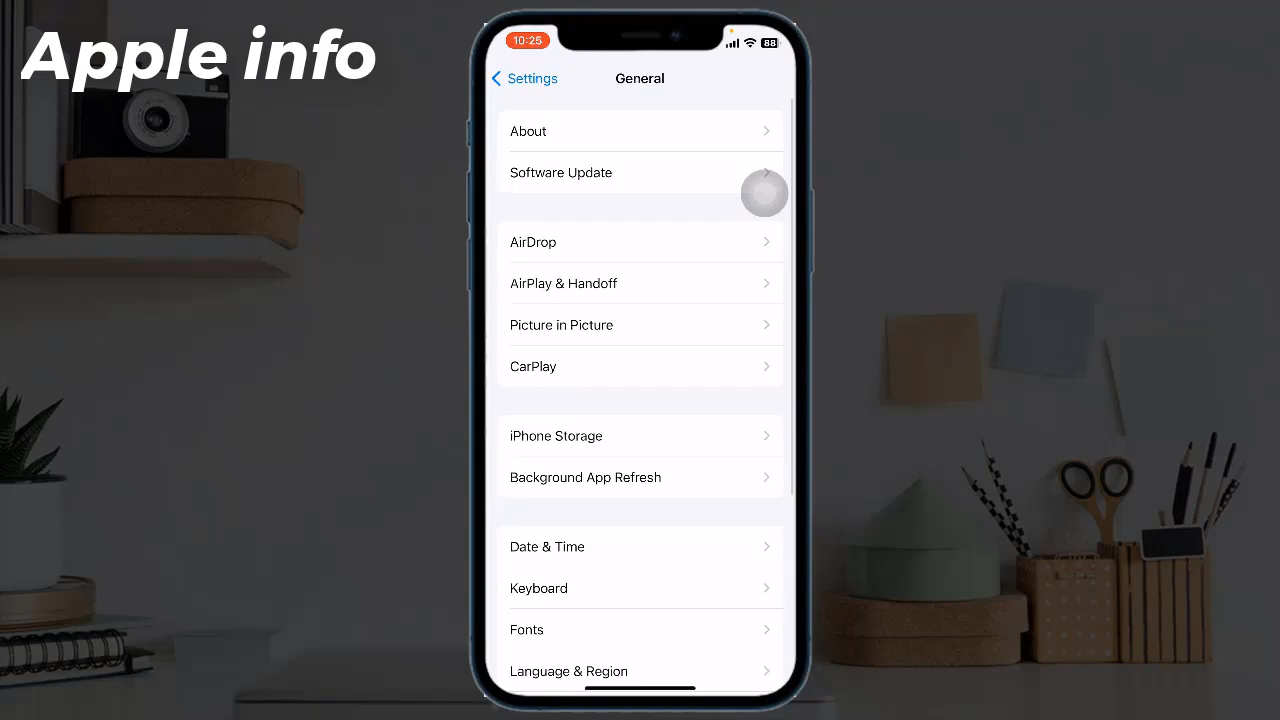 Apple info
10:25
88
Settings
General
About
Software Update
AirDrop
AirPlay & Handoff
Picture in Picture
CarPlay
iPhone Storage
Background App Refresh
Date & Time
Keyboard
Fonts
Language & Region